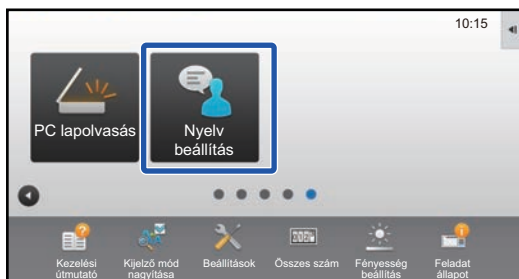 10:15
PC lapolvasás
Nyelv
beállítás
Kezelési
útmutató
Kijelző mód
nagyítása
Beállítások
Összes szám
Fényesség
beállítás
Feladat
állapot